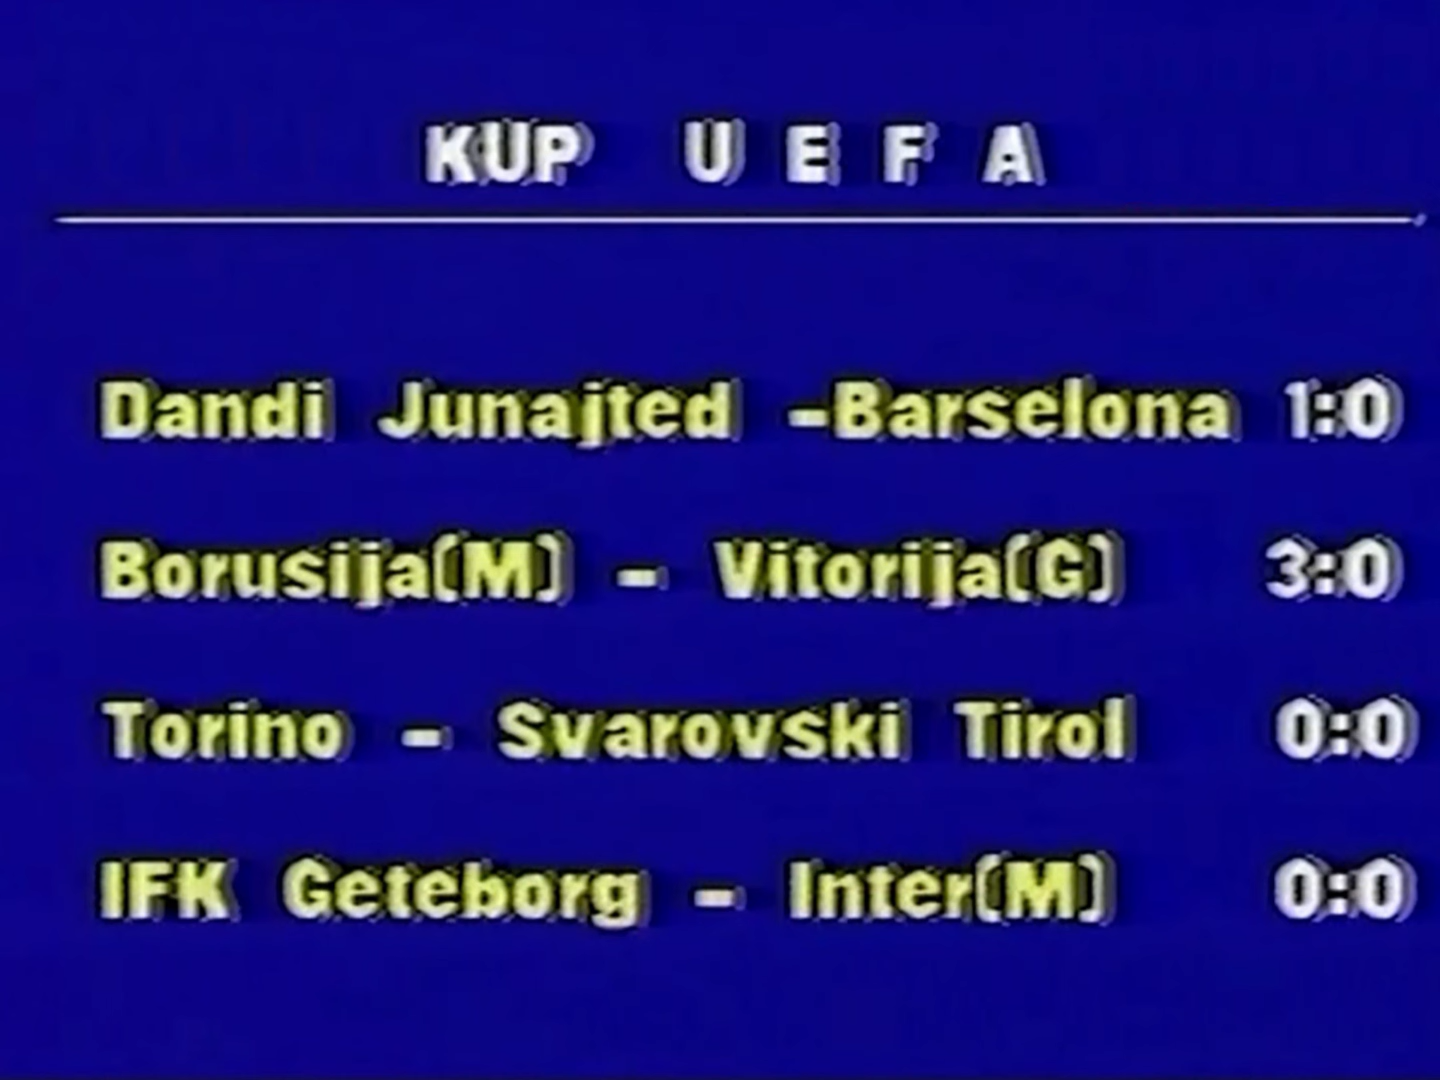 KUP U E F A
Dandi Junajted -Barselona 1:0
Borusija(M) - Vitorija(G) 3:0
Torino - Svarovski Tirol 0:0
IFK Geteborg - Inter(M) 0:0